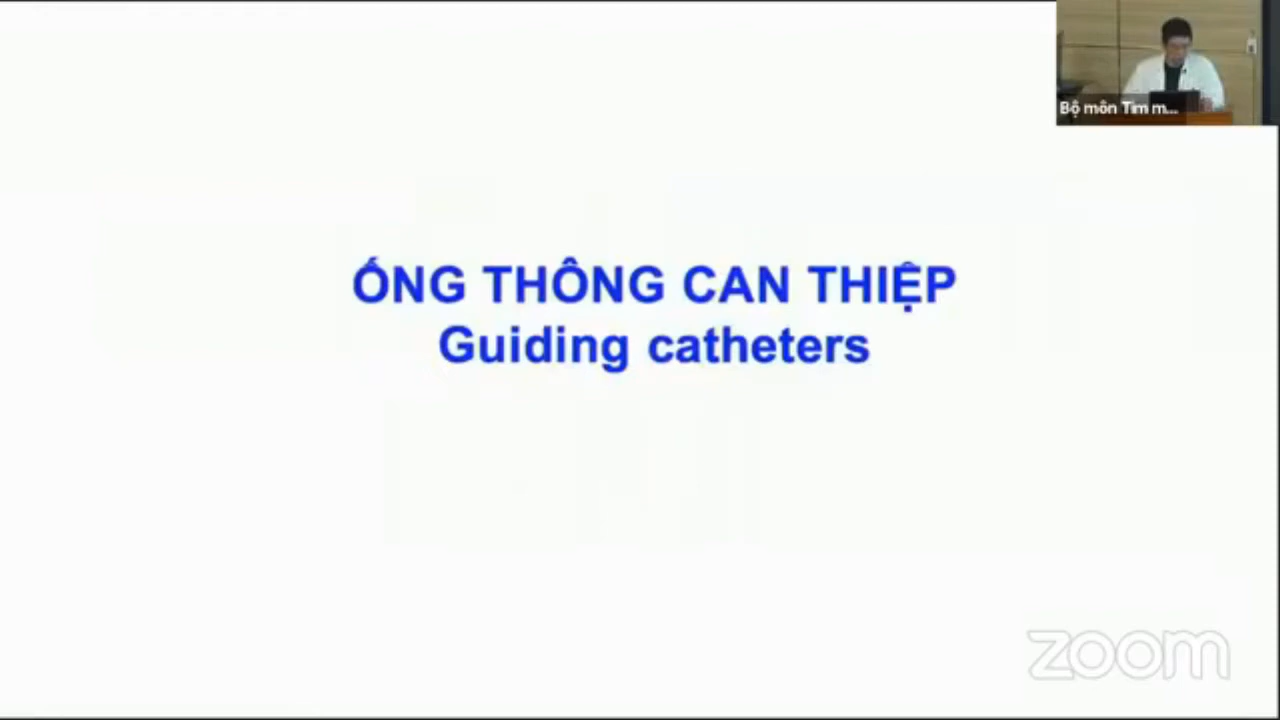 Bộ môn Tim m...
ỐNG THÔNG CAN THIỆP
Guiding catheters
zoom